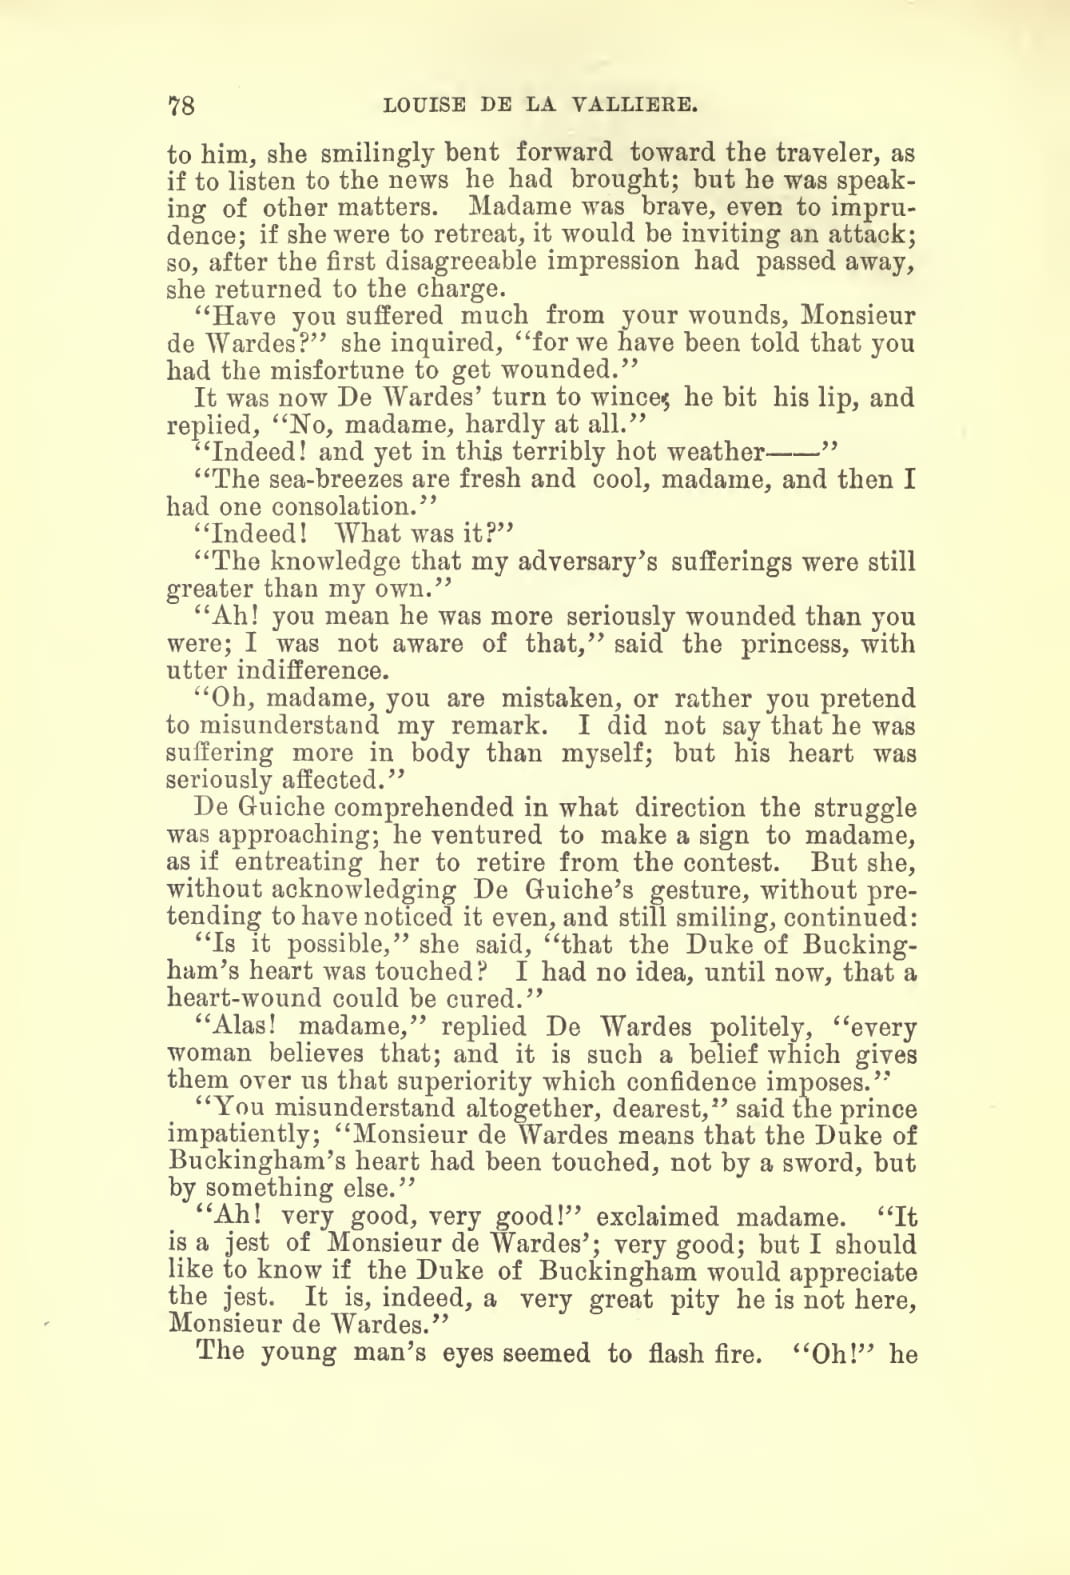 78 LOUISE DE LA VALLIERE.
to him, she smilingly bent forward toward the traveler, as
if to listen to the news he had brought; but he was speak-
ing of other matters. Madame was brave, even to impru-
dence; if she were to retreat, it would be inviting an attack;
so, after the first disagreeable impression had passed away,
she returned to the charge.
“Have you suffered much from your wounds, Monsieur
de Wardes?” she inquired, “for we have been told that you
had the misfortune to get wounded.”
It was now De Wardes’ turn to wince; he bit his lip, and
replied, “No, madame, hardly at all.”
“Indeed! and yet in this terribly hot weather——”
“The sea-breezes are fresh and cool, madame, and then I
had one consolation.”
“Indeed! What was it?”
“The knowledge that my adversary’s sufferings were still
greater than my own.”
“Ah! you mean he was more seriously wounded than you
were; I was not aware of that,” said the princess, with
utter indifference.
“Oh, madame, you are mistaken, or rather you pretend
to misunderstand my remark. I did not say that he was
suffering more in body than myself; but his heart was
seriously affected.”
De Guiche comprehended in what direction the struggle
was approaching; he ventured to make a sign to madame,
as if entreating her to retire from the contest. But she,
without acknowledging De Guiche’s gesture, without pre-
tending to have noticed it even, and still smiling, continued:
“Is it possible,” she said, “that the Duke of Bucking-
ham’s heart was touched? I had no idea, until now, that a
heart-wound could be cured.”
“Alas! madame,” replied De Wardes politely, “every
woman believes that; and it is such a belief which gives
them over us that superiority which confidence imposes.”
“You misunderstand altogether, dearest,” said the prince
impatiently; “Monsieur de Wardes means that the Duke of
Buckingham’s heart had been touched, not by a sword, but
by something else.”
“Ah! very good, very good!” exclaimed madame. “It
is a jest of Monsieur de Wardes’; very good; but I should
like to know if the Duke of Buckingham would appreciate
the jest. It is, indeed, a very great pity he is not here,
Monsieur de Wardes.”
The young man’s eyes seemed to flash fire. “Oh!” he